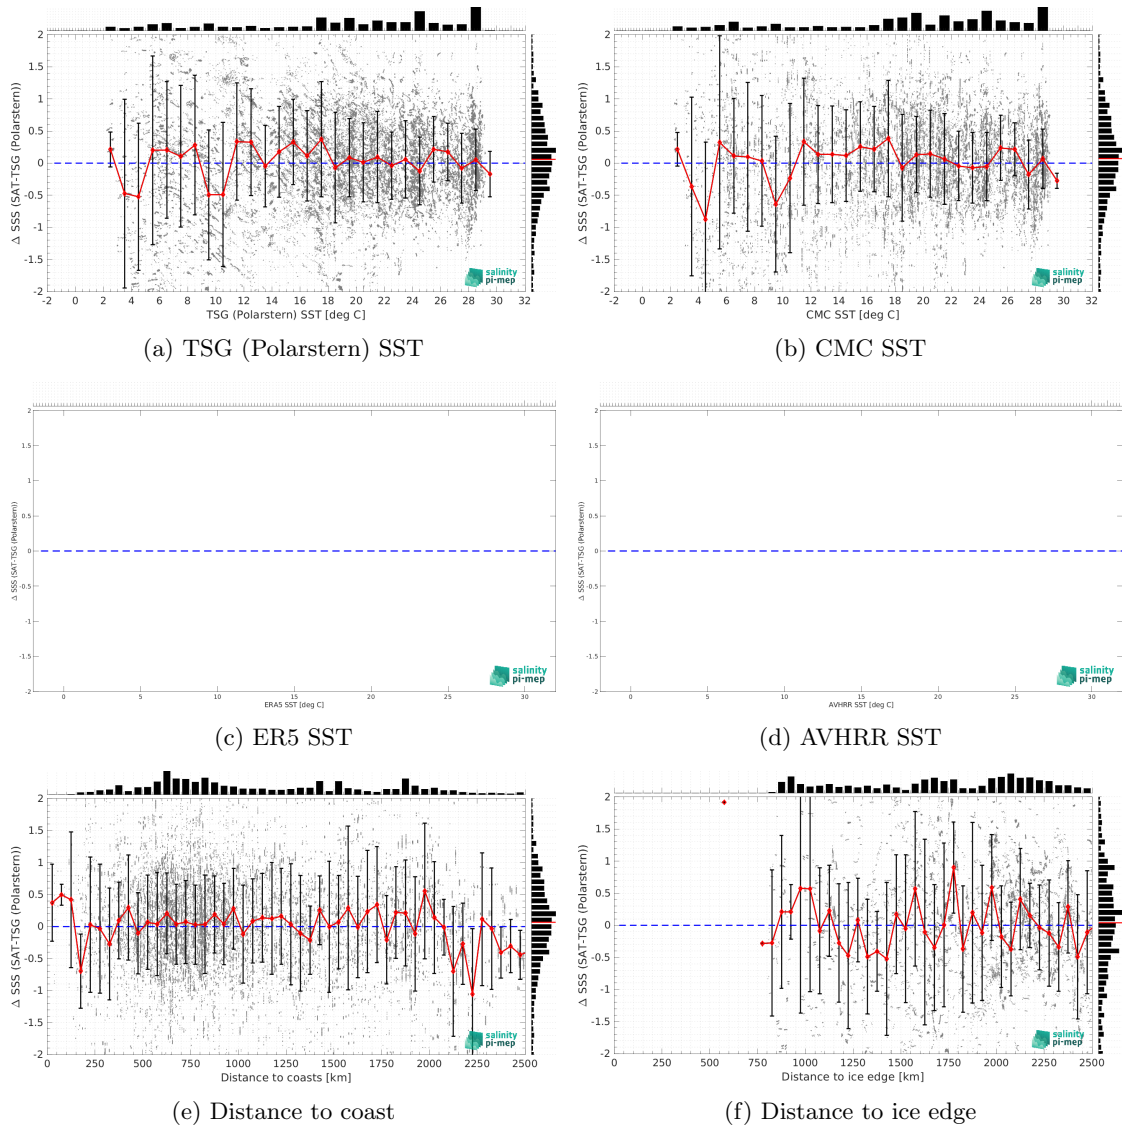 2
1.5
1
0.5
0
-0.5
-1
-1.5
-2
Δ SSS (SAT-TSG (Polarstern))
-2 0 2 4 6 8 10 12 14 16 18 20 22 24 26 28 30 32
TSG (Polarstern) SST [deg C]
salinity
pi-mep
(a) TSG (Polarstern) SST
2
1.5
1
0.5
0
-0.5
-1
-1.5
-2
Δ SSS (SAT-TSG (Polarstern))
-2 0 2 4 6 8 10 12 14 16 18 20 22 24 26 28 30 32
CMC SST [deg C]
salinity
pi-mep
(b) CMC SST
2
1.5
1
0.5
0
-0.5
-1
-1.5
-2
Δ SSS (SAT-TSG (Polarstern))
0 5 10 15 20 25 30
ERA5 SST [deg C]
salinity
pi-mep
(c) ER5 SST
2
1.5
1
0.5
0
-0.5
-1
-1.5
-2
Δ SSS (SAT-TSG (Polarstern))
0 5 10 15 20 25 30
AVHRR SST [deg C]
salinity
pi-mep
(d) AVHRR SST
2
1.5
1
0.5
0
-0.5
-1
-1.5
-2
Δ SSS (SAT-TSG (Polarstern))
0 250 500 750 1000 1250 1500 1750 2000 2250 2500
Distance to coasts [km]
salinity
pi-mep
(e) Distance to coast
2
1.5
1
0.5
0
-0.5
-1
-1.5
-2
Δ SSS (SAT-TSG (Polarstern))
0 250 500 750 1000 1250 1500 1750 2000 2250 2500
Distance to ice edge [km]
salinity
pi-mep
(f) Distance to ice edge